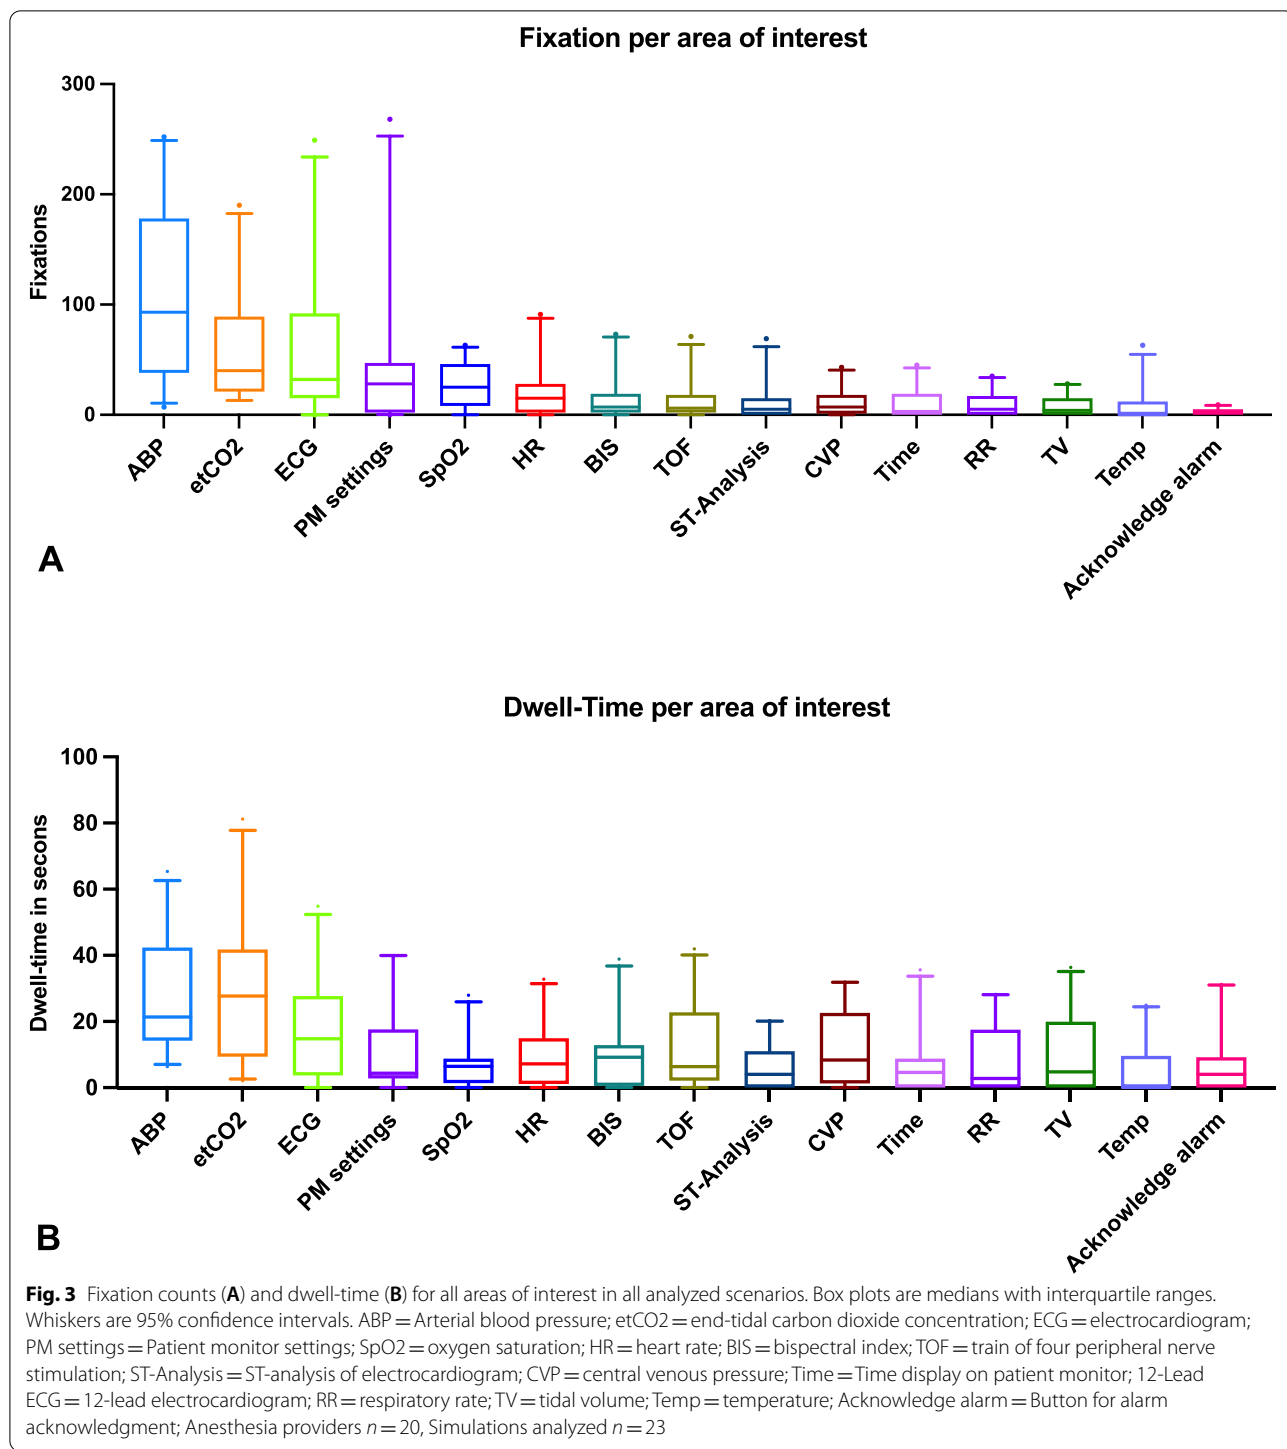 Fixation per area of interest
300
200
100
0
Fixations
ABP
etCO2
ECG
PM settings
SpO2
HR
BIS
TOF
ST-Analysis
CVP
Time
RR
TV
Temp
Acknowledge alarm
A
Dwell-Time per area of interest
100
80
60
40
20
0
Dwell-time in secons
ABP
etCO2
ECG
PM settings
SpO2
HR
BIS
TOF
ST-Analysis
CVP
Time
RR
TV
Temp
Acknowledge alarm
B
Fig. 3 Fixation counts (A) and dwell-time (B) for all areas of interest in all analyzed scenarios. Box plots are medians with interquartile ranges.
Whiskers are 95% confidence intervals. ABP = Arterial blood pressure; etCO2 = end-tidal carbon dioxide concentration; ECG = electrocardiogram;
PM settings = Patient monitor settings; SpO2 = oxygen saturation; HR = heart rate; BIS = bispectral index; TOF = train of four peripheral nerve
stimulation; ST-Analysis = ST-analysis of electrocardiogram; CVP = central venous pressure; Time = Time display on patient monitor; 12-Lead
ECG = 12-lead electrocardiogram; RR = respiratory rate; TV = tidal volume; Temp = temperature; Acknowledge alarm = Button for alarm
acknowledgment; Anesthesia providers n = 20, Simulations analyzed n = 23